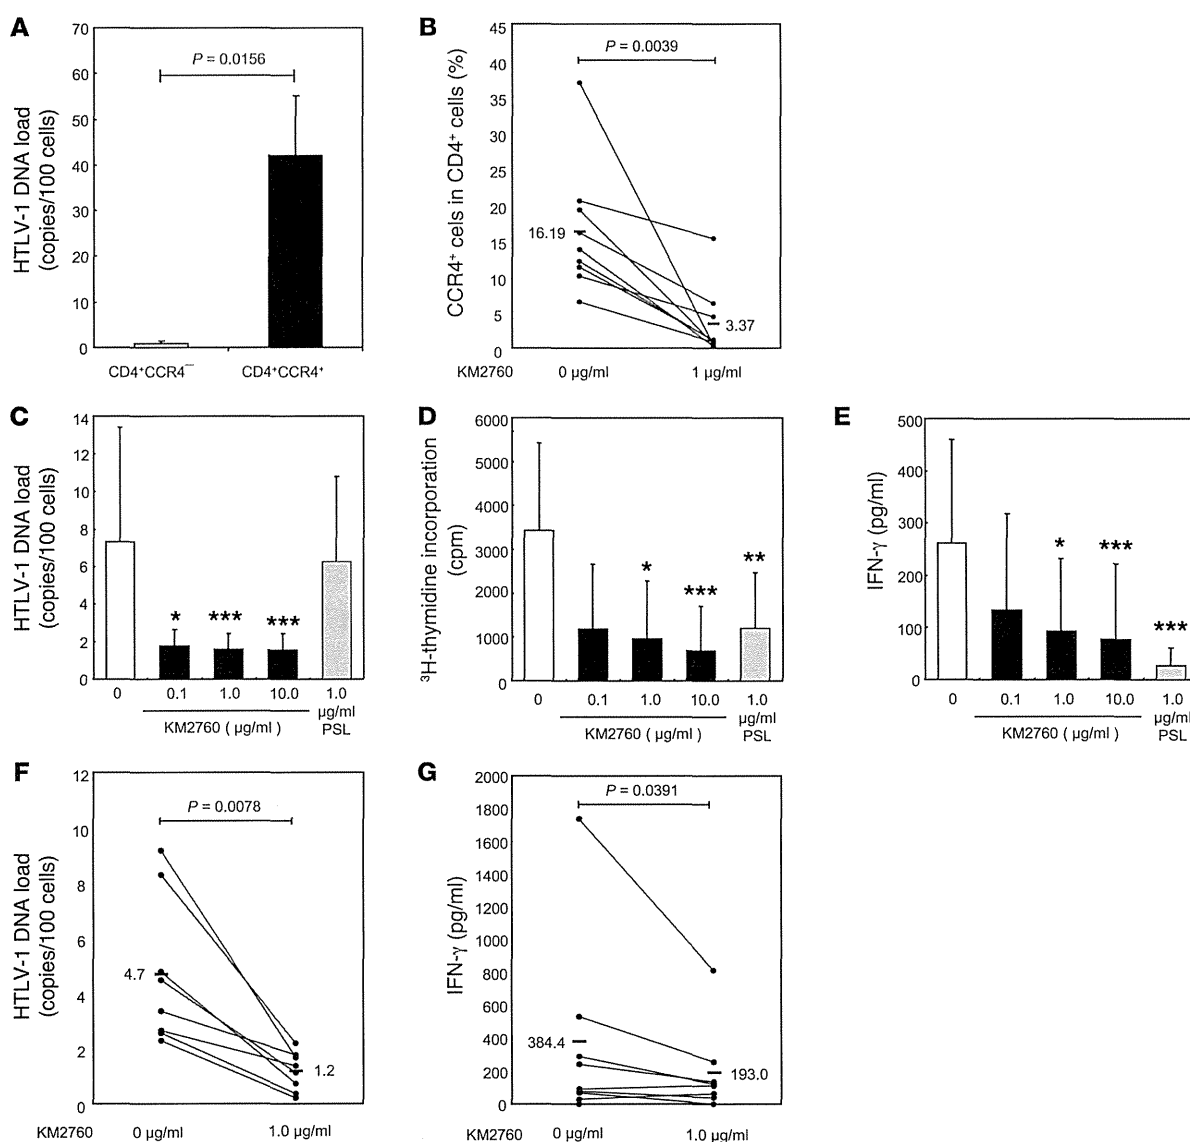 A
HTLV-1 DNA load
(copies/100 cells)
70
60
50
40
30
20
10
0
P = 0.0156
CD4+CCR4−
CD4+CCR4+
B
CCR4+ cels in CD4+ cells (%)
45
40
35
30
25
20
15
10
5
0
P = 0.0039
16.19
3.37
KM2760
0 µg/ml
1 µg/ml
C
HTLV-1 DNA load
(copies/100 cells)
14
12
10
8
6
4
2
0
*
***
***
0
0.1
1.0
10.0
1.0
µg/ml
PSL
KM2760 ( µg/ml )
D
³H-thymidine incorporation
(cpm)
6000
5000
4000
3000
2000
1000
0
*
***
**
0
0.1
1.0
10.0
1.0
µg/ml
PSL
KM2760 ( µg/ml )
E
IFN-γ (pg/ml)
500
400
300
200
100
0
*
***
***
0
0.1
1.0
10.0
1.0
µg/ml
PSL
KM2760 ( µg/ml )
F
HTLV-1 DNA load
(copies/100 cells)
12
10
8
6
4
2
0
P = 0.0078
4.7
1.2
KM2760
0 µg/ml
1.0 µg/ml
G
IFN-γ (pg/ml)
2000
1800
1600
1400
1200
1000
800
600
400
200
0
P = 0.0391
384.4
193.0
KM2760
0 µg/ml
1.0 µg/ml